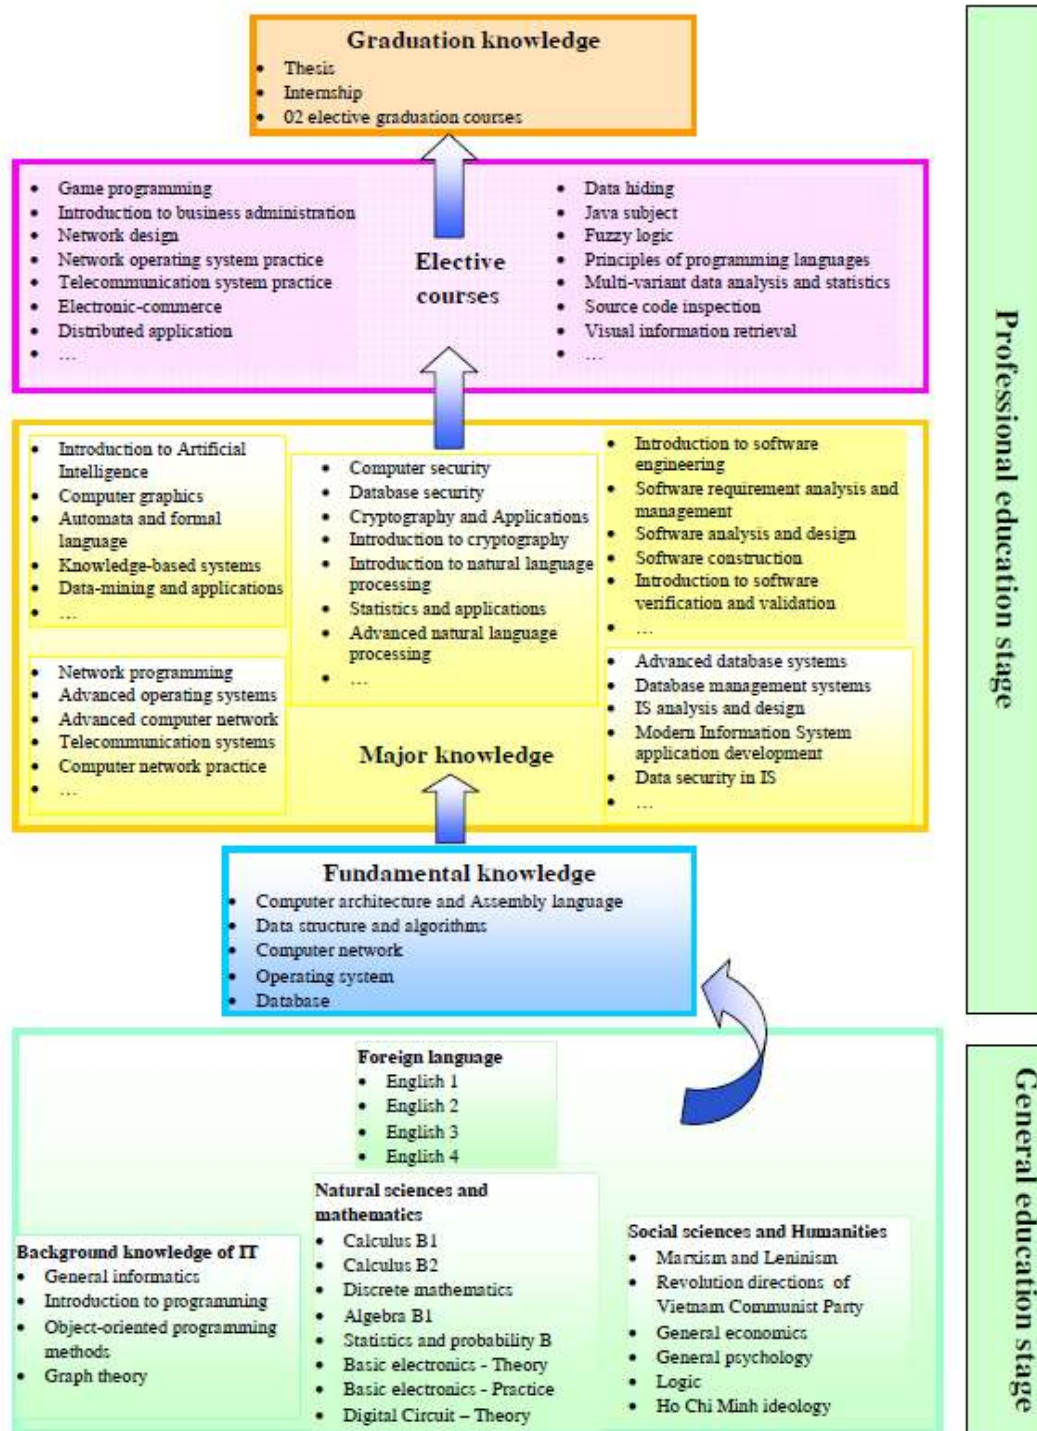 Graduation knowledge
• Thesis
• Internship
• 02 elective graduation courses
• Game programming
• Introduction to business administration
• Network design
• Network operating system practice
• Telecommunication system practice
• Electronic-commerce
• Distributed application
• …
Elective
courses
• Data hiding
• Java subject
• Fuzzy logic
• Principles of programming languages
• Multi-variant data analysis and statistics
• Source code inspection
• Visual information retrieval
• …
• Introduction to Artificial
Intelligence
• Computer graphics
• Automata and formal
language
• Knowledge-based systems
• Data-mining and applications
• …
• Computer security
• Database security
• Cryptography and Applications
• Introduction to cryptography
• Introduction to natural language
processing
• Statistics and applications
• Advanced natural language
processing
• …
• Introduction to software
engineering
• Software requirement analysis and
management
• Software analysis and design
• Software construction
• Introduction to software
verification and validation
• …
• Network programming
• Advanced operating systems
• Advanced computer network
• Telecommunication systems
• Computer network practice
• …
Major knowledge
• Advanced database systems
• Database management systems
• IS analysis and design
• Modern Information System
application development
• Data security in IS
• …
Fundamental knowledge
• Computer architecture and Assembly language
• Data structure and algorithms
• Computer network
• Operating system
• Database
Professional education stage
Foreign language
• English 1
• English 2
• English 3
• English 4
Background knowledge of IT
• General informatics
• Introduction to programming
• Object-oriented programming
methods
• Graph theory
Natural sciences and
mathematics
• Calculus B1
• Calculus B2
• Discrete mathematics
• Algebra B1
• Statistics and probability B
• Basic electronics - Theory
• Basic electronics - Practice
• Digital Circuit – Theory
Social sciences and Humanities
• Marxism and Leninism
• Revolution directions of
Vietnam Communist Party
• General economics
• General psychology
• Logic
• Ho Chi Minh ideology
General education stage